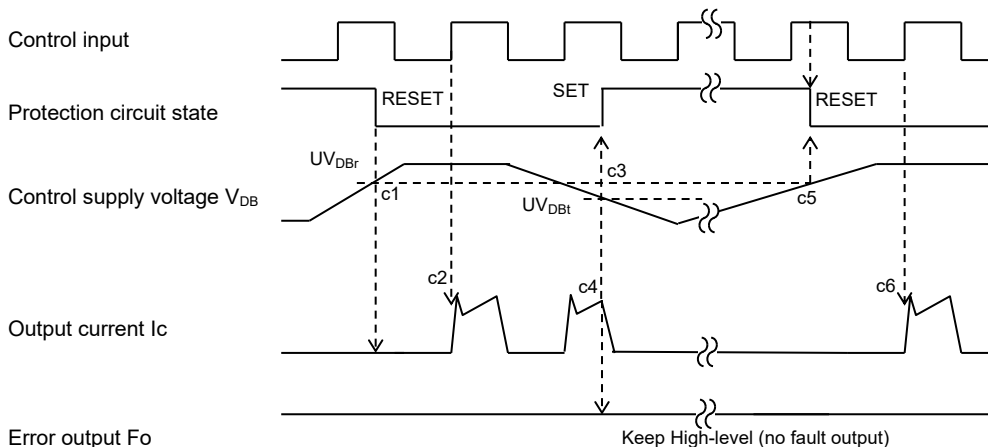 Control input
RESET
SET
RESET
Protection circuit state
UVDBr
c1
c3
c5
Control supply voltage VDB
UVDBt
c2
c4
c6
Output current Ic
Error output Fo
Keep High-level (no fault output)